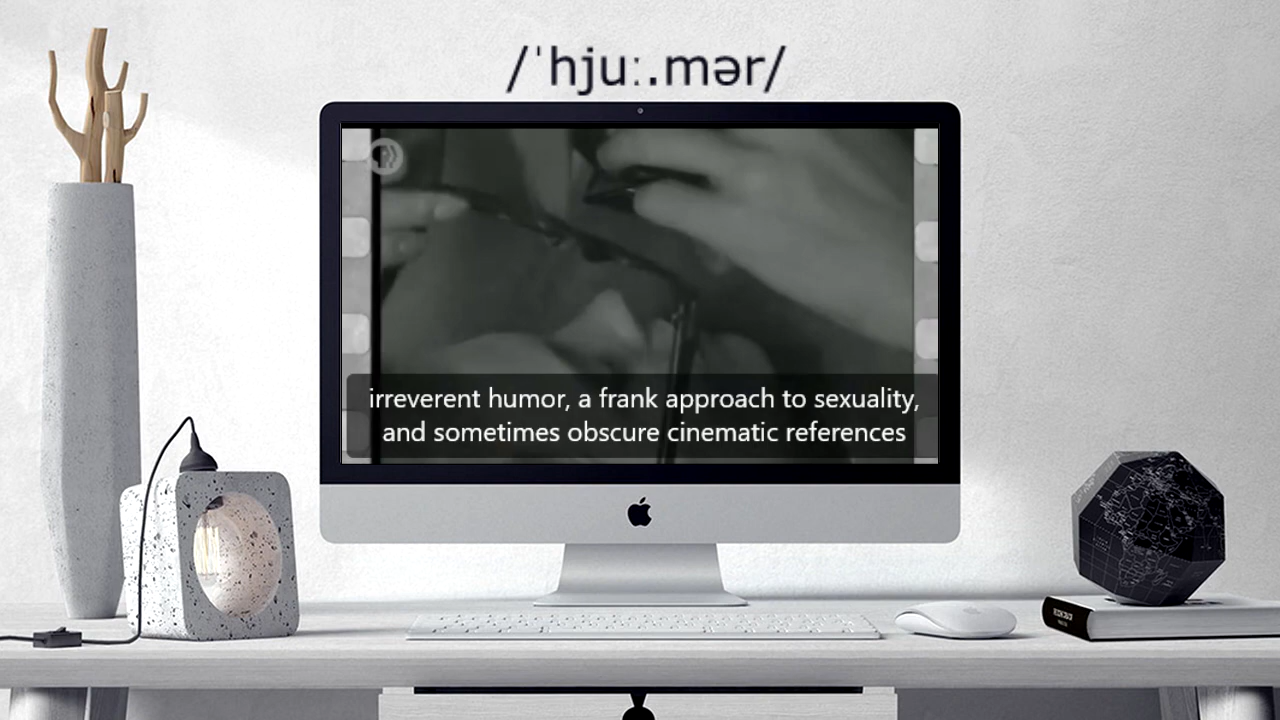 /ˈhjuː.mər/
irreverent humor, a frank approach to sexuality,
and sometimes obscure cinematic references